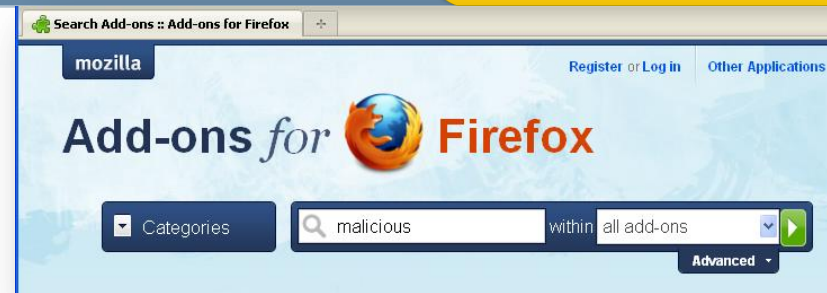 Search Add-ons :: Add-ons for Firefox
mozilla
Register or Log in Other Applications
Add-ons for Firefox
Categories malicious within all add-ons
Advanced